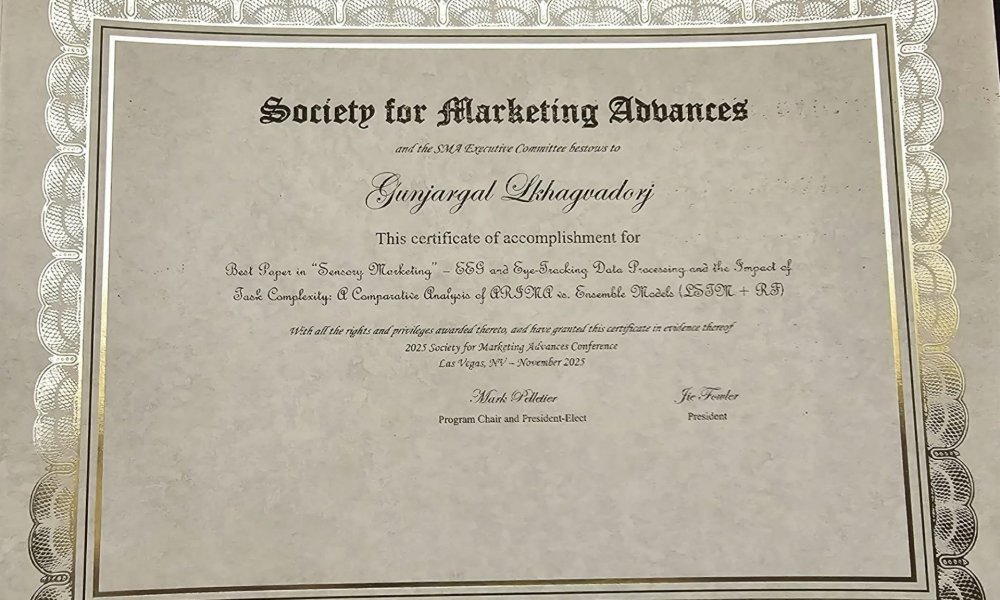 Society for Marketing Advances
and the SMA Executive Committee bestows to
Gunjargal Lkhagvadorj
This certificate of accomplishment for
Best Paper in “Sensory Marketing” – EEG and Eye-Tracking Data Processing and the Impact of
Task Complexity: A Comparative Analysis of ARIMA vs. Ensemble Models (LSTM + RF)
With all the rights and privileges awarded thereto, and have granted this certificate in evidence thereof
2025 Society for Marketing Advances Conference
Las Vegas, NV – November 2025
Mark Pelletier
Program Chair and President-Elect
Jie Fowler
President